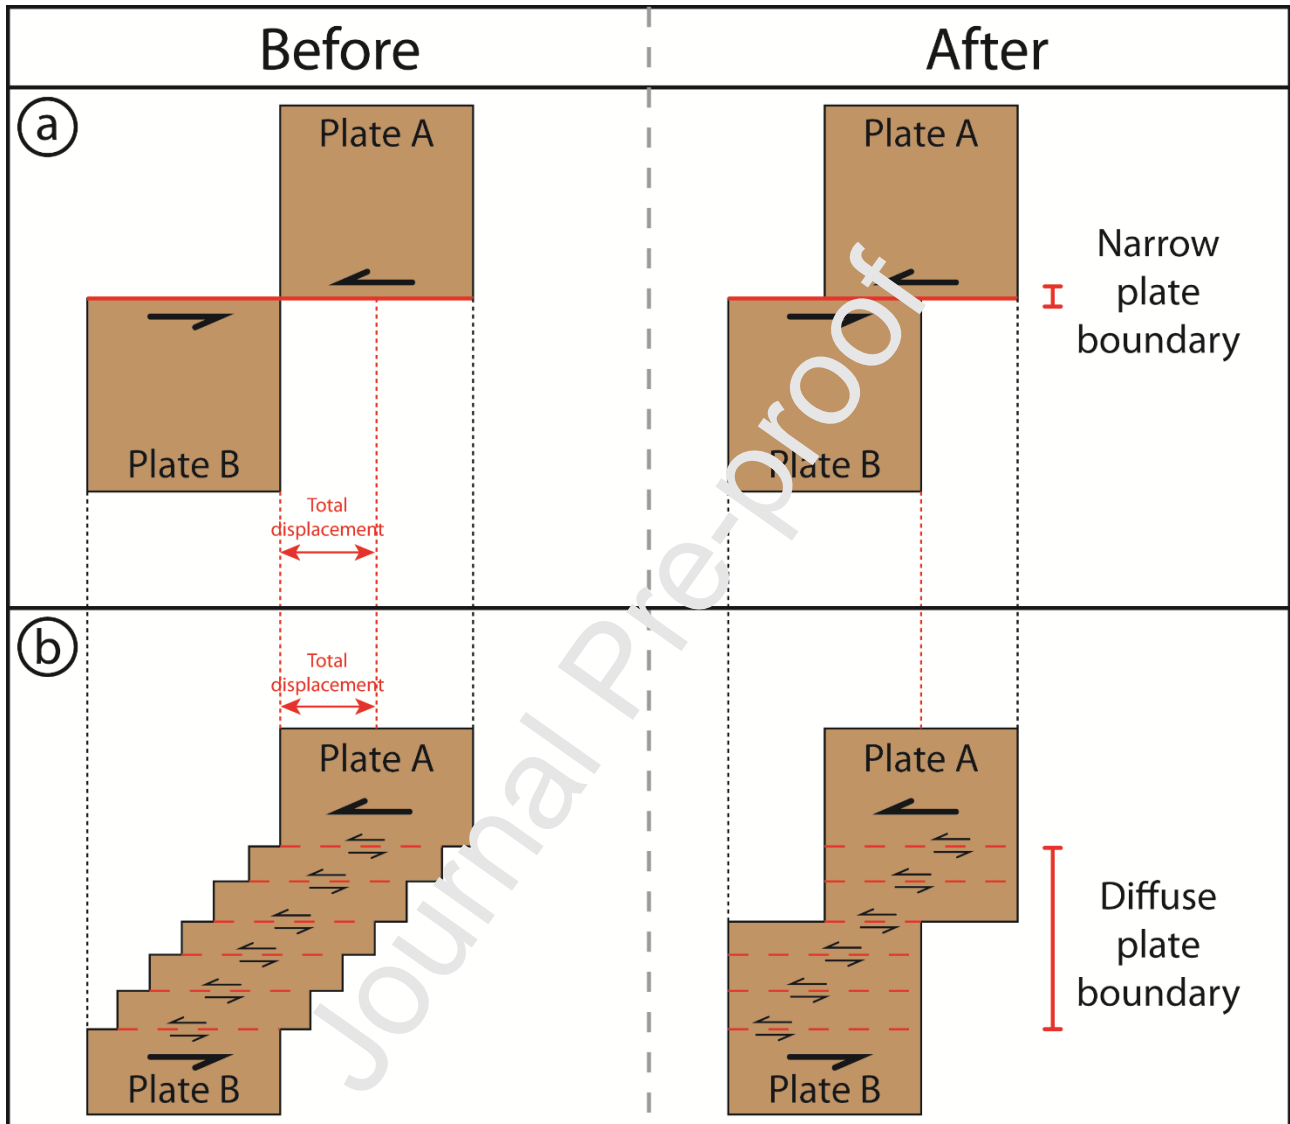 Before
After
a
Plate A
Plate B
Total
displacement
Plate A
Plate B
Narrow
plate
boundary
b
Total
displacement
Plate A
Plate B
Plate A
Plate B
Diffuse
plate
boundary
Journal Pre-proof